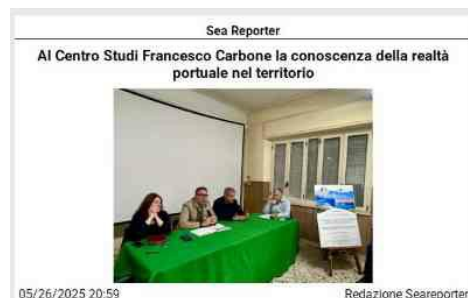 Sea Reporter
Al Centro Studi Francesco Carbone la conoscenza della realtà
portuale nel territorio
05/26/2025 20:59
Redazione Seareporter